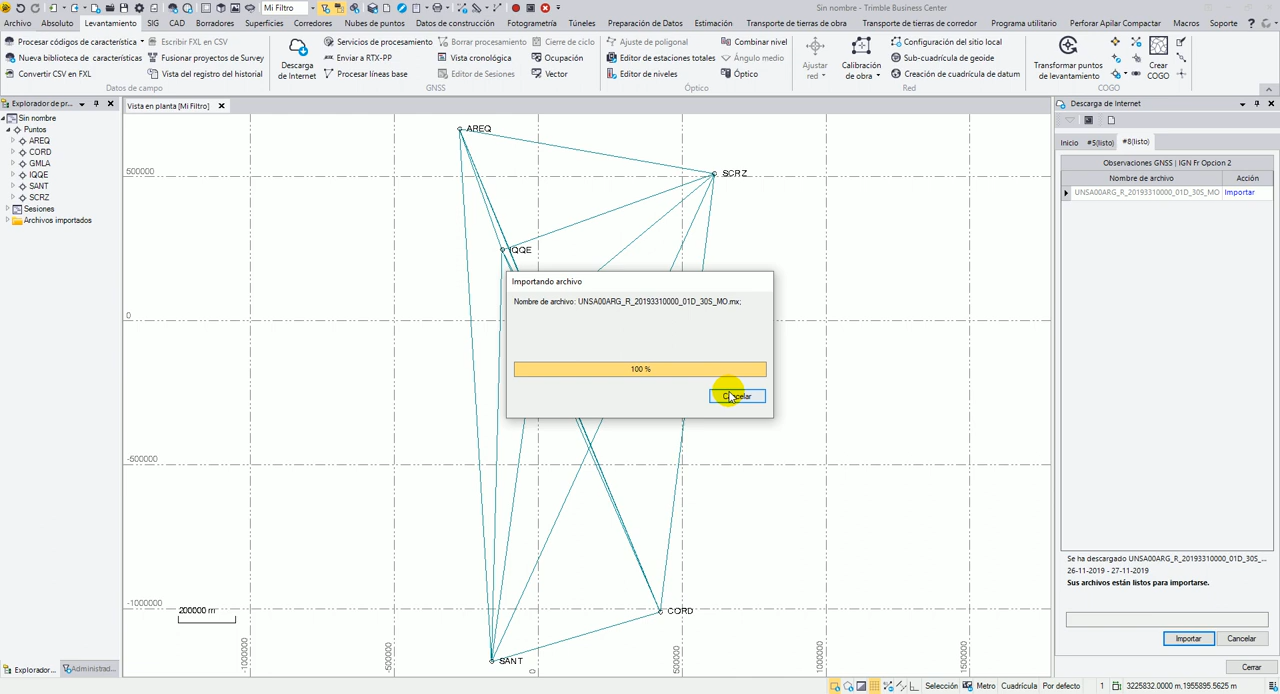 Mi Filtro
Sin nombre - Trimble Business Center
Archivo Absoluto Levantamiento SIG CAD Borradores Superficies Corredores Nubes de puntos Datos de construcción Fotogrametría Túneles Preparación de Datos Estimación Transporte de tierras de obra Transporte de tierras de corredor Programa utilitario Perforar Apilar Compactar Macros Soporte
Procesar códigos de característica
Nueva biblioteca de características
Convertir CSV en FXL
Escribir FXL en CSV
Fusionar proyectos de Survey
Vista del registro del historial
Datos de campo
Descarga
de Internet
Servicios de procesamiento
Enviar a RTX-PP
Procesar líneas base
Borrar procesamiento
Vista cronológica
Editor de Sesiones
Cierre de ciclo
Ocupación
Vector
GNSS
Ajuste de poligonal
Editor de estaciones totales
Editor de niveles
Combinar nivel
Ángulo medio
Óptico
Óptico
Ajustar
red
Calibración
de obra
Configuración del sitio local
Sub-cuadrícula de geoide
Creación de cuadrícula de datum
Red
Transformar puntos
de levantamiento
Crear
COGO
COGO
Explorador de pr...
Sin nombre
Puntos
AREQ
CORD
GMLA
IQQE
SANT
SCRZ
Sesiones
Archivos importados
Explorador...
Administrad...
Vista en planta [Mi Filtro]
AREQ
SCRZ
IQQE
CORD
SANT
500000
0
-500000
-1000000
200000 m
-1000000
-500000
0
500000
1000000
1500000
Importando archivo
Nombre de archivo: UNSA00ARG_R_20193310000_01D_30S_MO.rnx;
100 %
Cancelar
Descarga de Internet
Inicio #5(listo) #8(listo)
Observaciones GNSS | IGN Fr Opcion 2
Nombre de archivo Acción
UNSA00ARG_R_20193310000_01D_30S_MO Importar
Se ha descargado UNSA00ARG_R_20193310000_01D_30S_...
26-11-2019 - 27-11-2019
Sus archivos están listos para importarse.
Importar Cancelar
Cerrar
Selección Metro Cuadrícula Por defecto 1 3225832.0000 m,1955895.5625 m